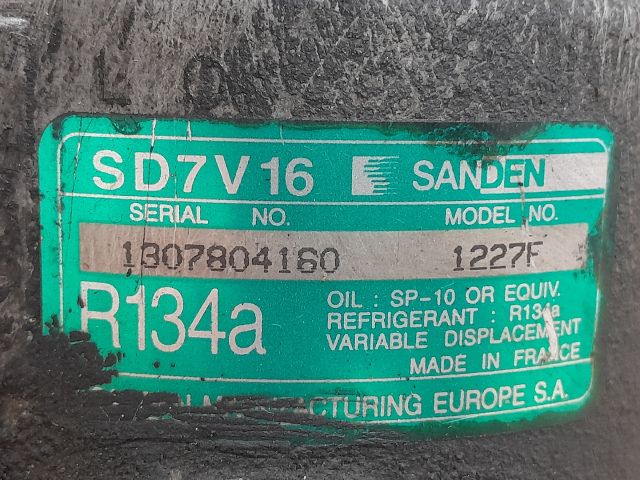 SD7V16 SANDEN
SERIAL NO. MODEL NO.
1307804160 1227F
R134a
OIL : SP-10 OR EQUIV.
REFRIGERANT : R134a
VARIABLE DISPLACEMENT
MADE IN FRANCE
MANUFACTURING EUROPE S.A.